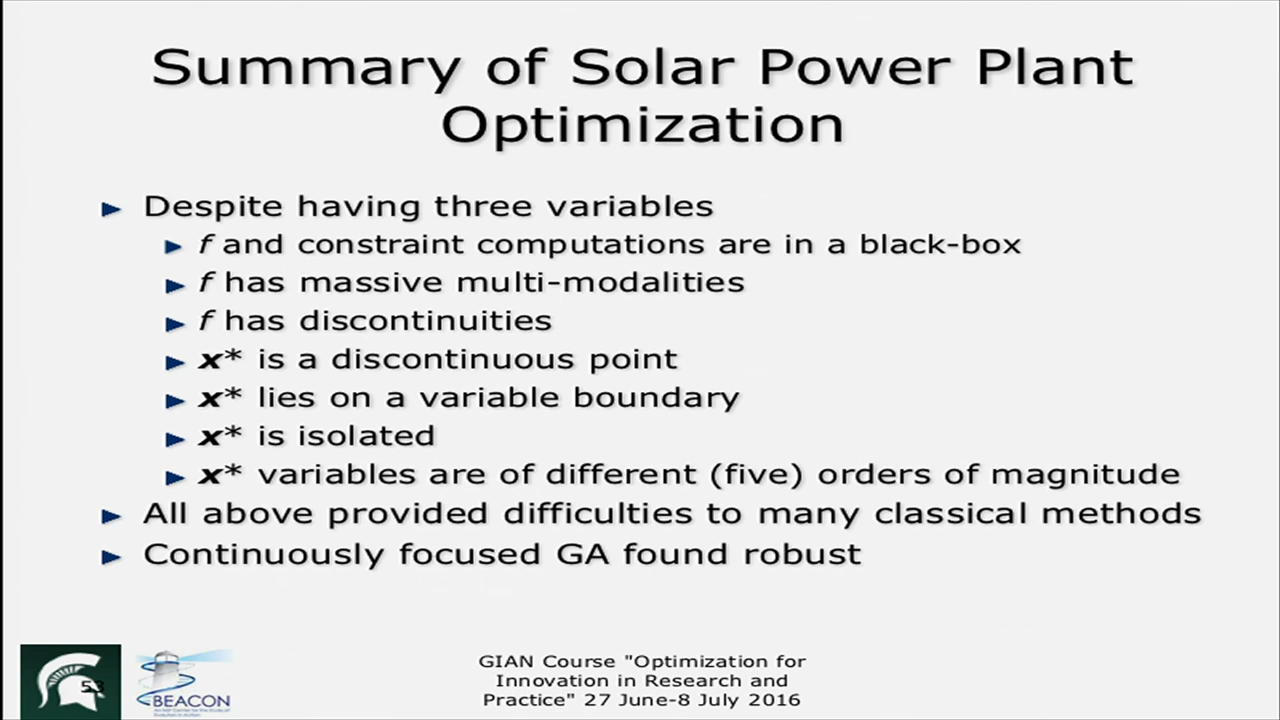 Summary of Solar Power Plant
Optimization
Despite having three variables
f and constraint computations are in a black-box
f has massive multi-modalities
f has discontinuities
x* is a discontinuous point
x* lies on a variable boundary
x* is isolated
x* variables are of different (five) orders of magnitude
All above provided difficulties to many classical methods
Continuously focused GA found robust
53
BEACON
GIAN Course "Optimization for
Innovation in Research and
Practice" 27 June-8 July 2016